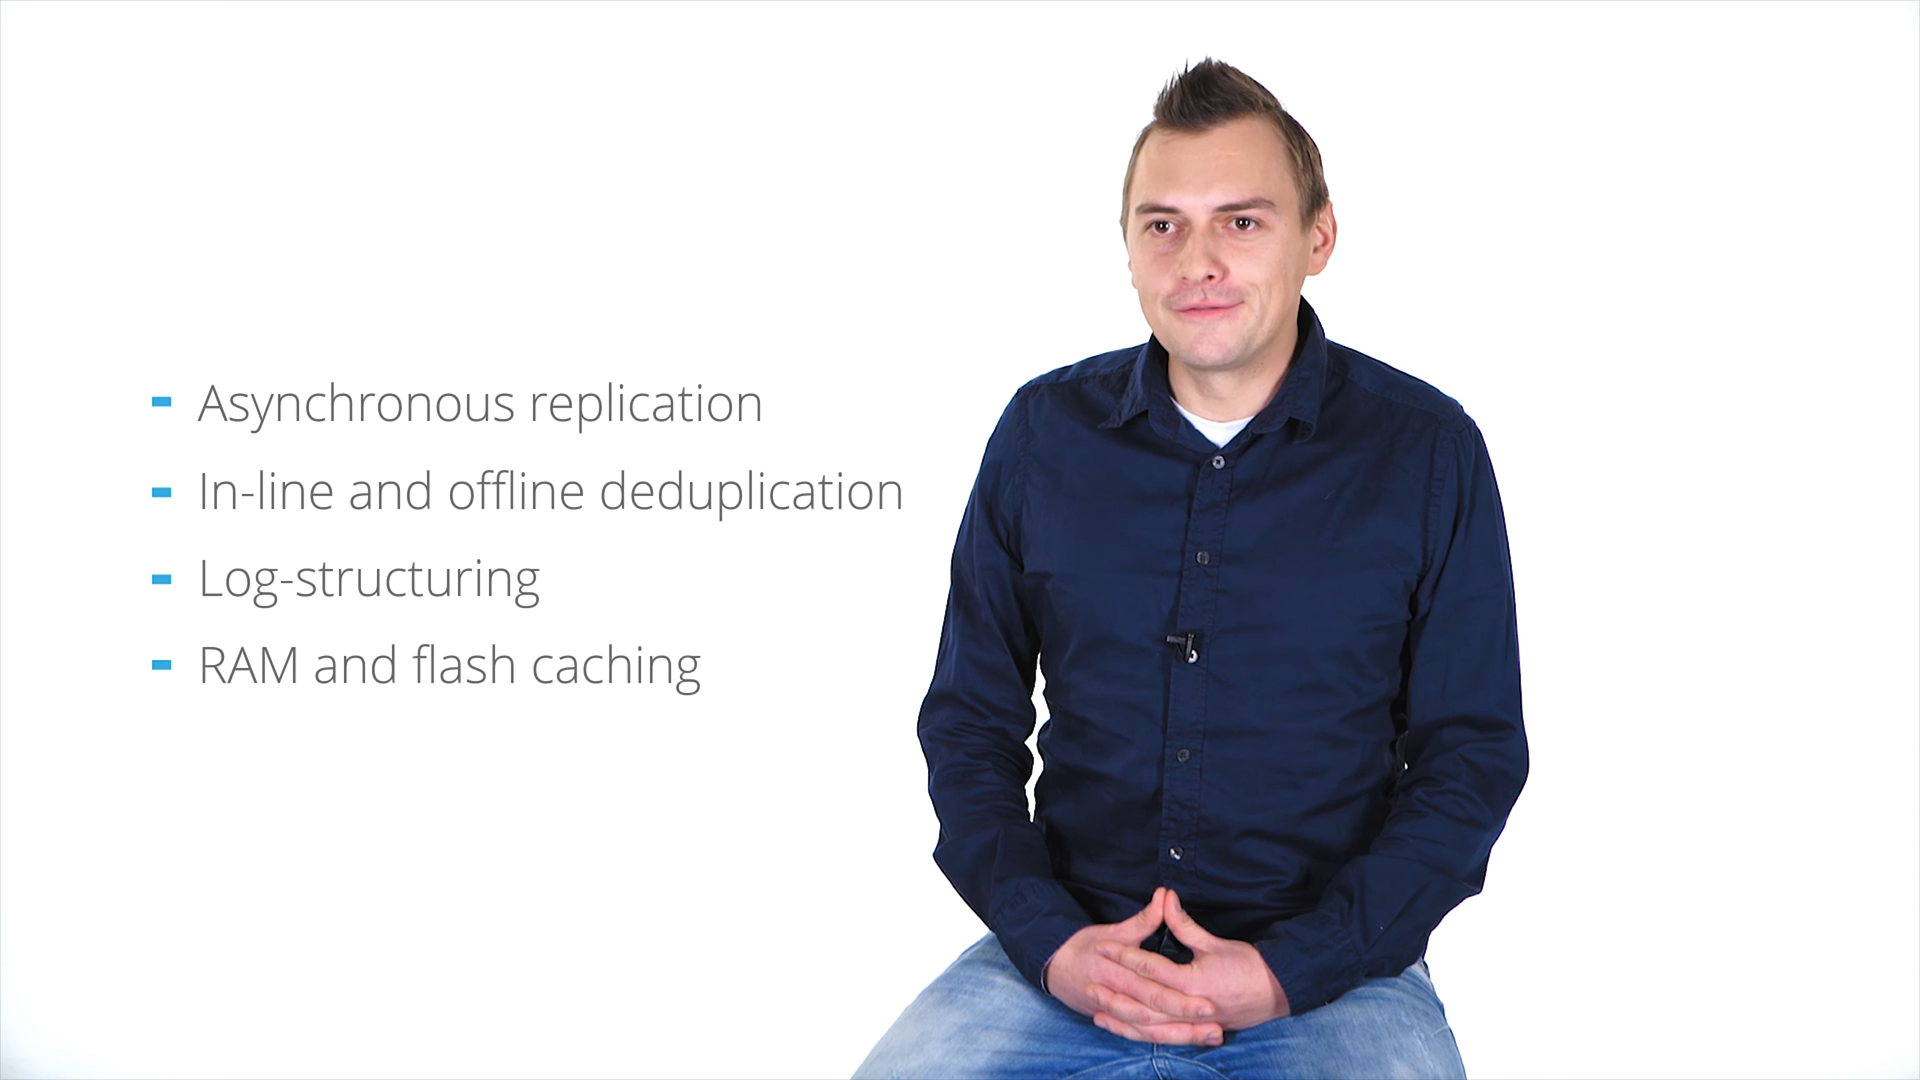 Asynchronous replication
In-line and offline deduplication
Log-structuring
RAM and flash caching